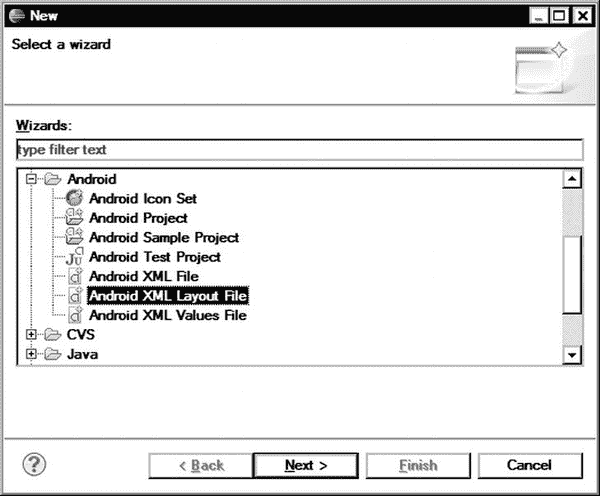 New
Select a wizard
Wizards:
type filter text
Android
Android Icon Set
Android Project
Android Sample Project
Android Test Project
Android XML File
Android XML Layout File
Android XML Values File
CVS
Java
?
< Back
Next >
Finish
Cancel